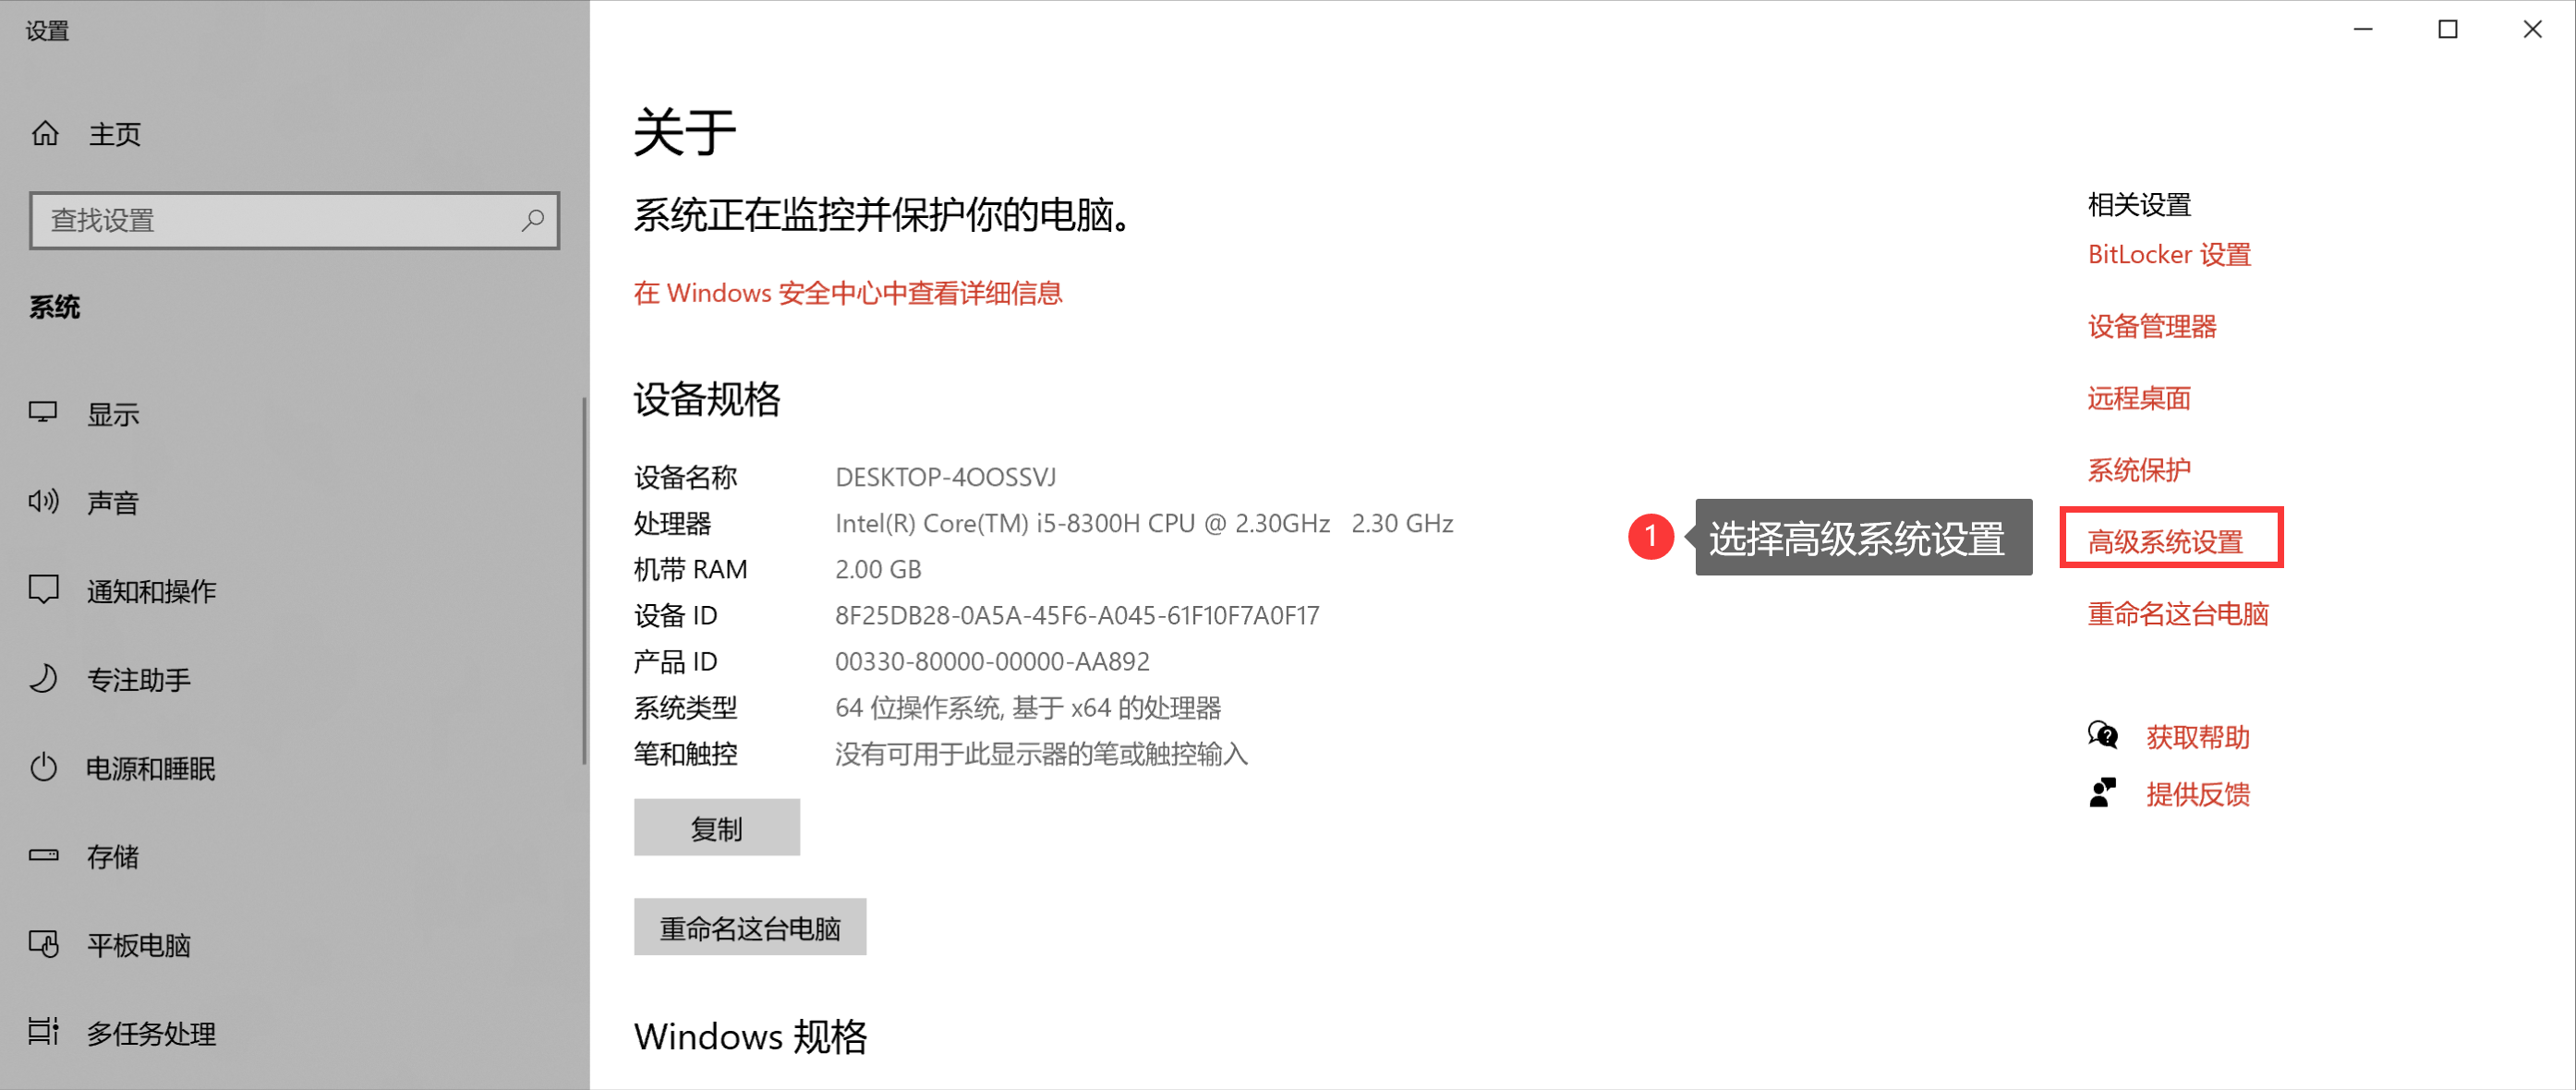 设置
主页
查找设置
系统
显示
声音
通知和操作
专注助手
电源和睡眠
存储
平板电脑
多任务处理
关于
系统正在监控并保护你的电脑。
在 Windows 安全中心中查看详细信息
设备规格
设备名称 DESKTOP-4OOSSVJ
处理器 Intel(R) Core(TM) i5-8300H CPU @ 2.30GHz 2.30 GHz
机带 RAM 2.00 GB
设备 ID 8F25DB28-0A5A-45F6-A045-61F10F7A0F17
产品 ID 00330-80000-00000-AA892
系统类型 64 位操作系统, 基于 x64 的处理器
笔和触控 没有可用于此显示器的笔或触控输入
复制
重命名这台电脑
Windows 规格
相关设置
BitLocker 设置
设备管理器
远程桌面
系统保护
1 选择高级系统设置
高级系统设置
重命名这台电脑
获取帮助
提供反馈